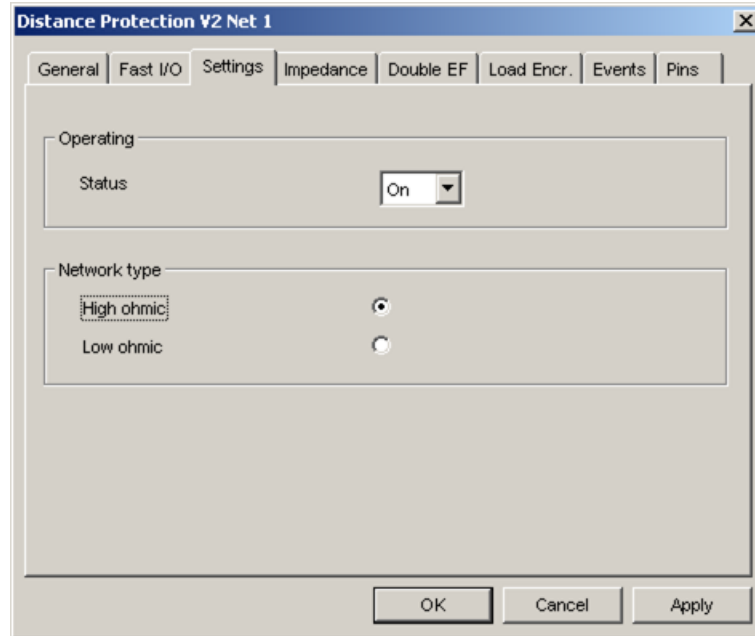 Distance Protection V2 Net 1
General Fast I/O Settings Impedance Double EF Load Encr. Events Pins
Operating
Status On
Network type
High ohmic
Low ohmic
OK Cancel Apply